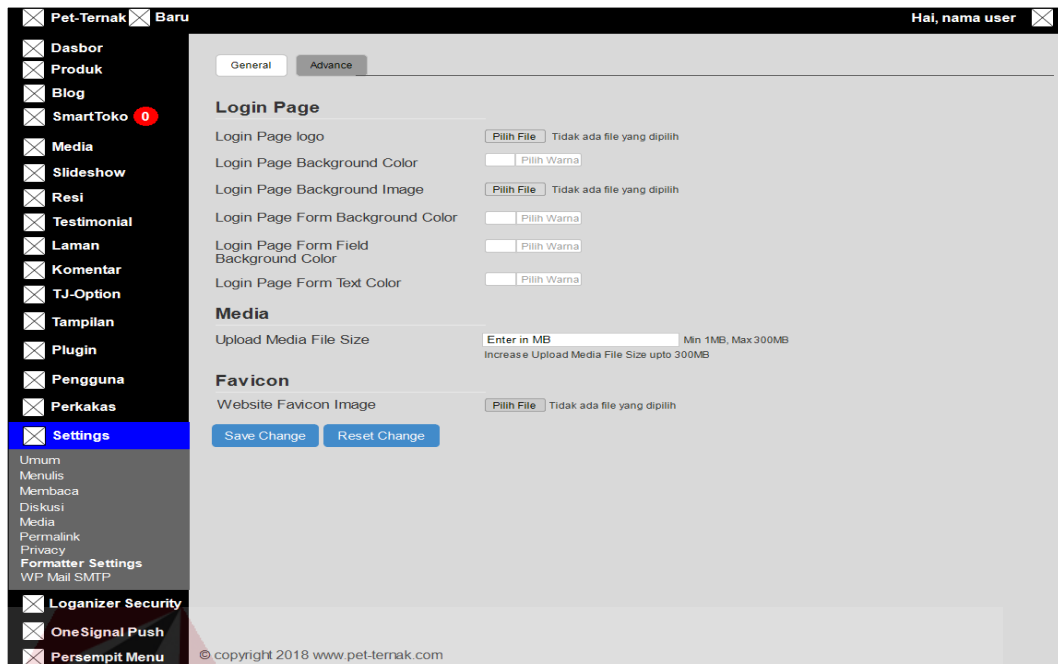 Pet-Ternak Baru Hai, nama user
Dasbor
Produk
Blog
SmartToko 0
Media
Slideshow
Resi
Testimonial
Laman
Komentar
TJ-Option
Tampilan
Plugin
Pengguna
Perkakas
Settings
Umum
Menulis
Membaca
Diskusi
Media
Permalink
Privacy
Formatter Settings
WP Mail SMTP
Loganizer Security
OneSignal Push
Persempit Menu
General Advance
Login Page
Login Page logo Pilih File Tidak ada file yang dipilih
Login Page Background Color Pilih Warna
Login Page Background Image Pilih File Tidak ada file yang dipilih
Login Page Form Background Color Pilih Warna
Login Page Form Field
Background Color Pilih Warna
Login Page Form Text Color Pilih Warna
Media
Upload Media File Size Enter in MB Min 1MB, Max 300MB
Increase Upload Media File Size upto 300MB
Favicon
Website Favicon Image Pilih File Tidak ada file yang dipilih
Save Change Reset Change
© copyright 2018 www.pet-ternak.com